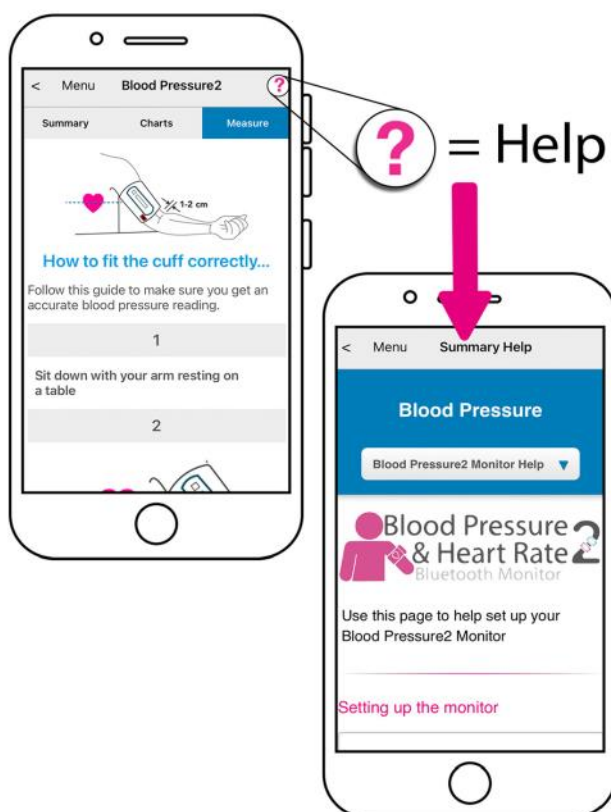 < Menu Blood Pressure2 ?
Summary Charts Measure
1-2 cm
How to fit the cuff correctly...
Follow this guide to make sure you get an
accurate blood pressure reading.
1
Sit down with your arm resting on
a table
2
? = Help
< Menu Summary Help
Blood Pressure
Blood Pressure2 Monitor Help ▼
Blood Pressure
& Heart Rate 2
Bluetooth Monitor
Use this page to help set up your
Blood Pressure2 Monitor
Setting up the monitor